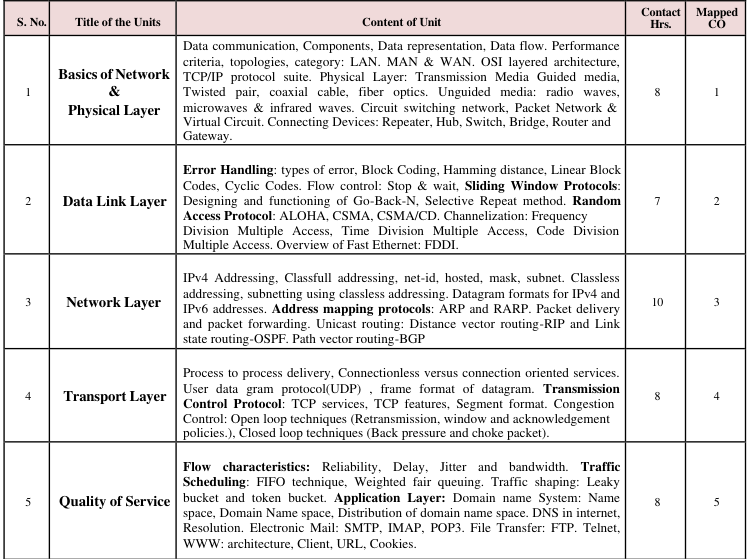 S. No. Title of the Units Content of Unit Contact Hrs. Mapped CO
1 Basics of Network & Physical Layer 8 1
Data communication, Components, Data representation, Data flow. Performance
criteria, topologies, category: LAN. MAN & WAN. OSI layered architecture,
TCP/IP protocol suite. Physical Layer: Transmission Media Guided media,
Twisted pair, coaxial cable, fiber optics. Unguided media: radio waves,
microwaves & infrared waves. Circuit switching network, Packet Network &
Virtual Circuit. Connecting Devices: Repeater, Hub, Switch, Bridge, Router and
Gateway.
2 Data Link Layer 7 2
Error Handling: types of error, Block Coding, Hamming distance, Linear Block
Codes, Cyclic Codes. Flow control: Stop & wait, Sliding Window Protocols:
Designing and functioning of Go-Back-N, Selective Repeat method. Random
Access Protocol: ALOHA, CSMA, CSMA/CD. Channelization: Frequency
Division Multiple Access, Time Division Multiple Access, Code Division
Multiple Access. Overview of Fast Ethernet: FDDI.
3 Network Layer 10 3
IPv4 Addressing, Classfull addressing, net-id, hosted, mask, subnet. Classless
addressing, subnetting using classless addressing. Datagram formats for IPv4 and
IPv6 addresses. Address mapping protocols: ARP and RARP. Packet delivery
and packet forwarding. Unicast routing: Distance vector routing-RIP and Link
state routing-OSPF. Path vector routing-BGP
4 Transport Layer 8 4
Process to process delivery, Connectionless versus connection oriented services.
User data gram protocol(UDP) , frame format of datagram. Transmission
Control Protocol: TCP services, TCP features, Segment format. Congestion
Control: Open loop techniques (Retransmission, window and acknowledgement
policies.), Closed loop techniques (Back pressure and choke packet).
5 Quality of Service 8 5
Flow characteristics: Reliability, Delay, Jitter and bandwidth. Traffic
Scheduling: FIFO technique, Weighted fair queuing. Traffic shaping: Leaky
bucket and token bucket. Application Layer: Domain name System: Name
space, Domain Name space, Distribution of domain name space. DNS in internet,
Resolution. Electronic Mail: SMTP, IMAP, POP3. File Transfer: FTP. Telnet,
WWW: architecture, Client, URL, Cookies.